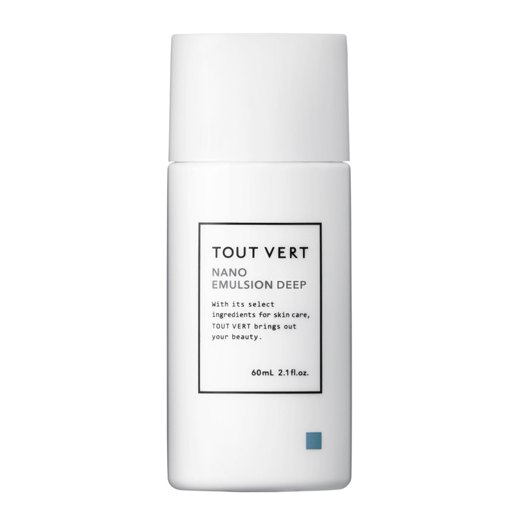 TOUT VERT
NANO
EMULSION DEEP
With its select
ingredients for skin care,
TOUT VERT brings out
your beauty.
60mL 2.1fl.oz.